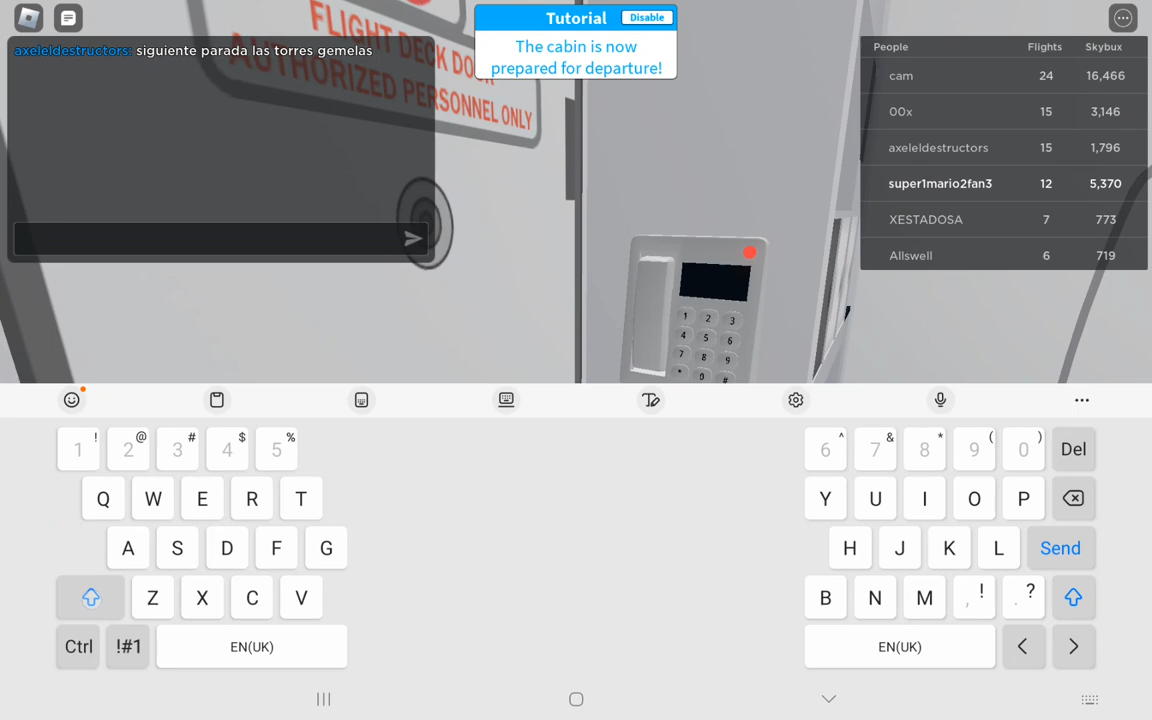 FLIGHT DECK DOOR
AUTHORIZED PERSONNEL ONLY
Tutorial
Disable
The cabin is now
prepared for departure!
axeleldestructors: siguiente parada las torres gemelas
People Flights Skybux
cam 24 16,466
00x 15 3,146
axeleldestructors 15 1,796
super1mario2fan3 12 5,370
XESTADOSA 7 773
Allswell 6 719
1 2 3
4 5 6
7 8 9
* 0 #
1 ! 2 @ 3 # 4 $ 5 % 6 ^ 7 & 8 * 9 ( 0 ) Del
Q W E R T Y U I O P
A S D F G H J K L Send
Z X C V B N M , ! . ?
Ctrl !#1 EN(UK) EN(UK) < >